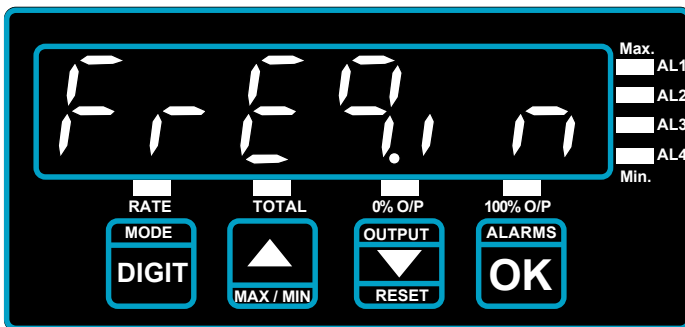 FrEq.in
Max.
AL1
AL2
AL3
AL4
Min.
RATE TOTAL 0% O/P 100% O/P
MODE OUTPUT ALARMS
DIGIT OK
MAX / MIN RESET